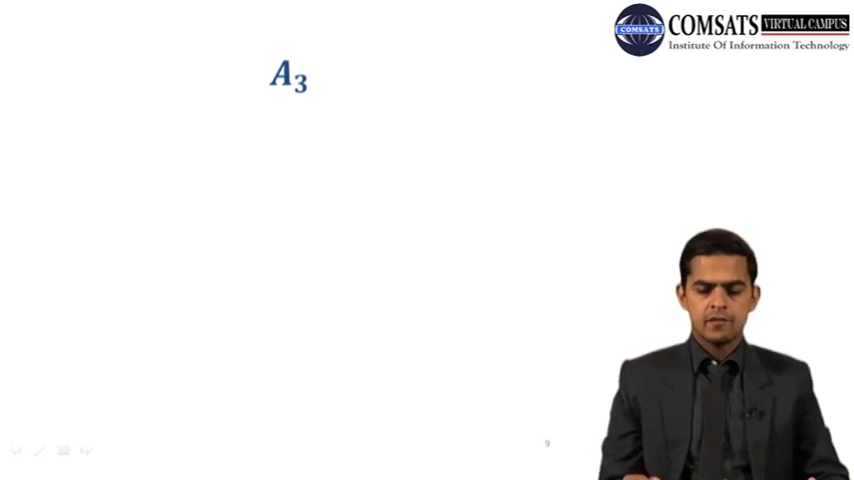 COMSATS VIRTUAL CAMPUS
Institute Of Information Technology
COMSATS
A₃
9